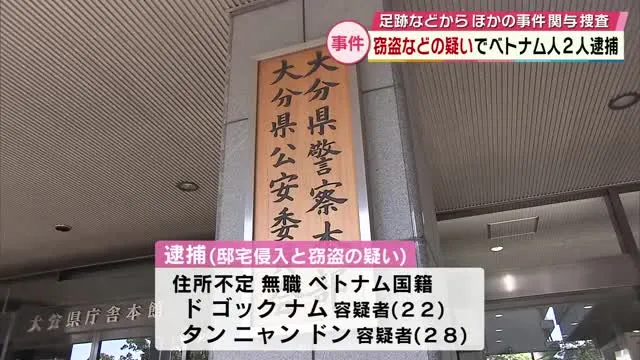 足跡などから ほかの事件関与捜査
事件
窃盗などの疑いでベトナム人2人逮捕
大分県警察本
大分県公安委
大分県庁舎本館
逮捕(邸宅侵入と窃盗の疑い)
住所不定 無職 ベトナム国籍
ド ゴック ナム 容疑者(22)
タン ニャン ドン 容疑者(28)